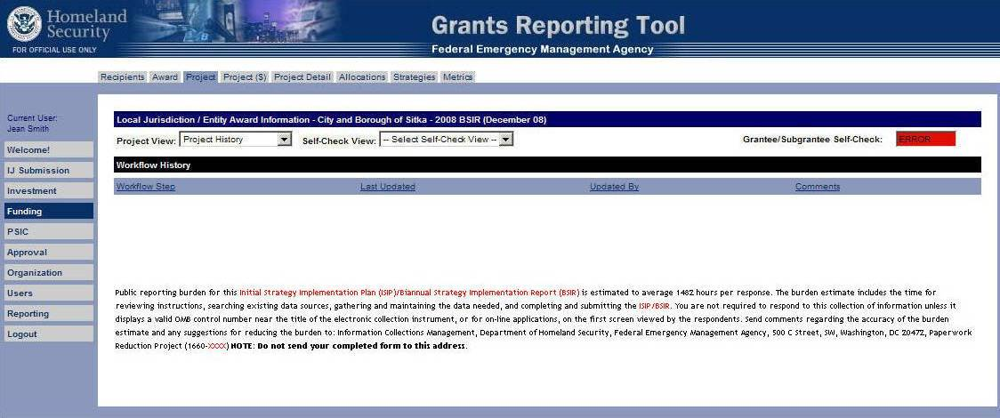 Homeland
Security
FOR OFFICIAL USE ONLY
Grants Reporting Tool
Federal Emergency Management Agency
Recipients Award Project Project ($) Project Detail Allocations Strategies Metrics
Current User:
Jean Smith
Welcome!
IJ Submission
Investment
Funding
PSIC
Approval
Organization
Users
Reporting
Logout
Local Jurisdiction / Entity Award Information - City and Borough of Sitka - 2008 BSIR (December 08)
Project View: Project History Self-Check View: -- Select Self-Check View -- Grantee/Subgrantee Self-Check: ERROR
Workflow History
Workflow Step Last Updated Updated By Comments
Public reporting burden for this Initial Strategy Implementation Plan (ISIP)/Biannual Strategy Implementation Report (BSIR) is estimated to average 1482 hours per response. The burden estimate includes the time for
reviewing instructions, searching existing data sources, gathering and maintaining the data needed, and completing and submitting the ISIP/BSIR. You are not required to respond to this collection of information unless it
displays a valid OMB control number near the title of the electronic collection instrument, or for on-line applications, on the first screen viewed by the respondents. Send comments regarding the accuracy of the burden
estimate and any suggestions for reducing the burden to: Information Collections Management, Department of Homeland Security, Federal Emergency Management Agency, 500 C Street, SW, Washington, DC 20472, Paperwork
Reduction Project (1660-XXXX) NOTE: Do not send your completed form to this address.